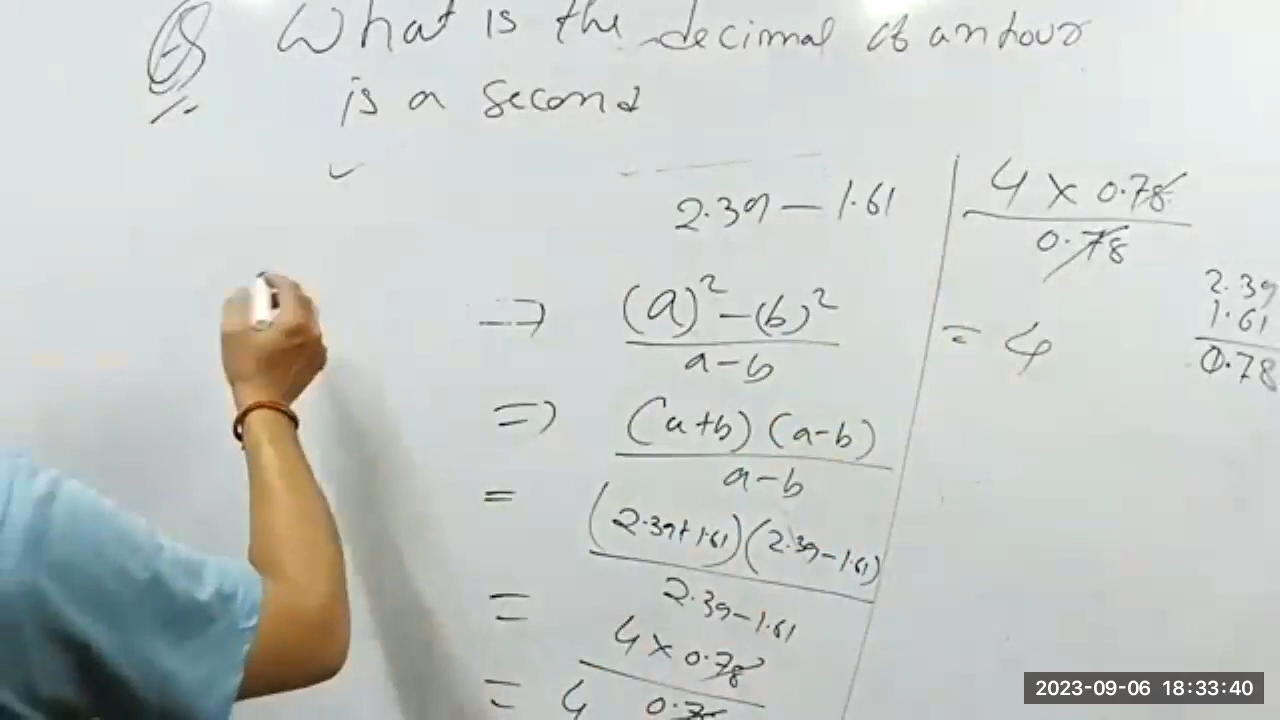 Q What is the decimal of an hour
is a second
2.39 - 1.61
⇒ (a)² - (b)²
a-b
⇒ (a+b) (a-b)
a-b
= (2.39+1.61)(2.39-1.61)
2.39-1.61
= 4 × 0.78
0.78
= 4
4 × 0.78
0.78
= 4
2.39
1.61
0.78
2023-09-06 18:33:40